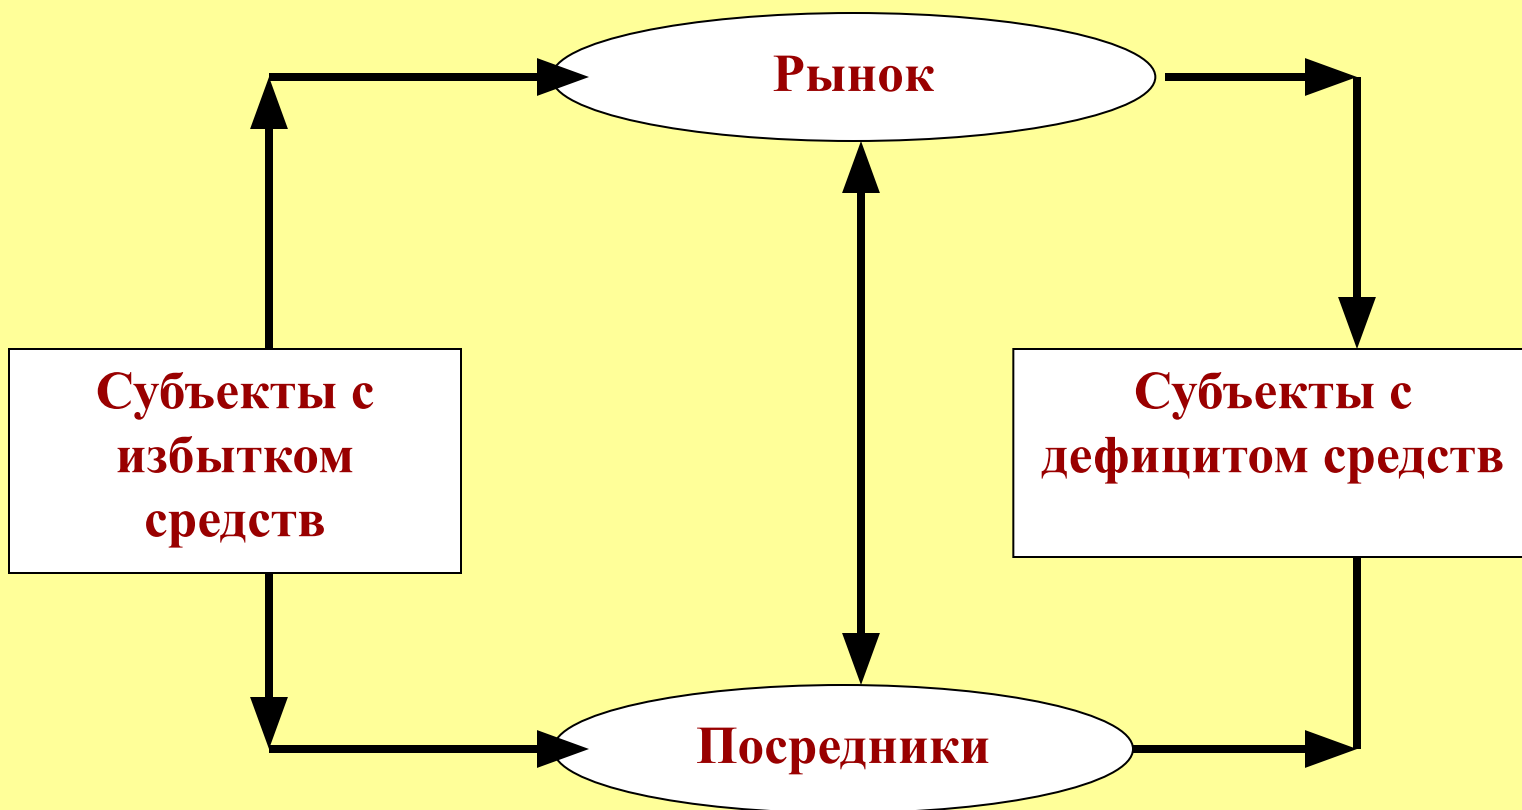 Рынок
Субъекты с
избытком
средств
Субъекты с
дефицитом средств
Посредники